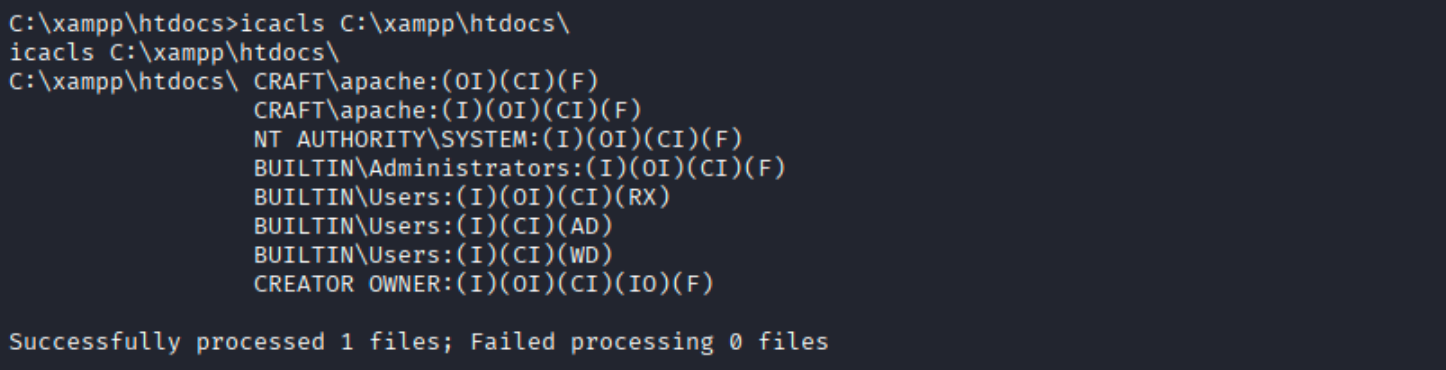 C:\xampp\htdocs>icacls C:\xampp\htdocs\
icacls C:\xampp\htdocs\
C:\xampp\htdocs\ CRAFT\apache:(OI)(CI)(F)
                 CRAFT\apache:(I)(OI)(CI)(F)
                 NT AUTHORITY\SYSTEM:(I)(OI)(CI)(F)
                 BUILTIN\Administrators:(I)(OI)(CI)(F)
                 BUILTIN\Users:(I)(OI)(CI)(RX)
                 BUILTIN\Users:(I)(CI)(AD)
                 BUILTIN\Users:(I)(CI)(WD)
                 CREATOR OWNER:(I)(OI)(CI)(IO)(F)
Successfully processed 1 files; Failed processing 0 files